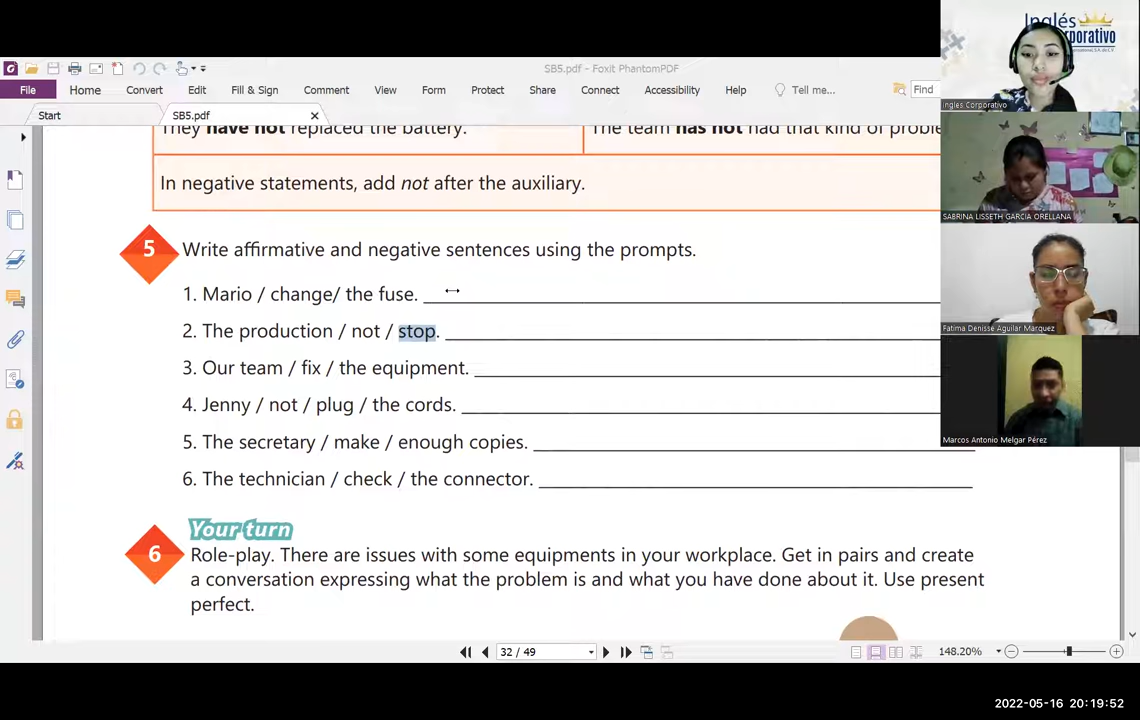 Inglés
Corporativo
SB5.pdf - Foxit PhantomPDF
File Home Convert Edit Fill & Sign Comment View Form Protect Share Connect Accessibility Help Tell me... Find
Ingles Corporativo
Start SB5.pdf
They have not replaced the battery. The team has not had that kind of
In negative statements, add not after the auxiliary.
SABRINA LISSETH GARCIA ORELLANA
5 Write affirmative and negative sentences using the prompts.
1. Mario / change/ the fuse.
2. The production / not / stop.
Fatima Denisse Aguilar Marquez
3. Our team / fix / the equipment.
4. Jenny / not / plug / the cords.
5. The secretary / make / enough copies.
Marcos Antonio Melgar Pérez
6. The technician / check / the connector.
Your turn
6 Role-play. There are issues with some equipments in your workplace. Get in pairs and create
a conversation expressing what the problem is and what you have done about it. Use present
perfect.
32 / 49 148.20%
2022-05-16 20:19:52